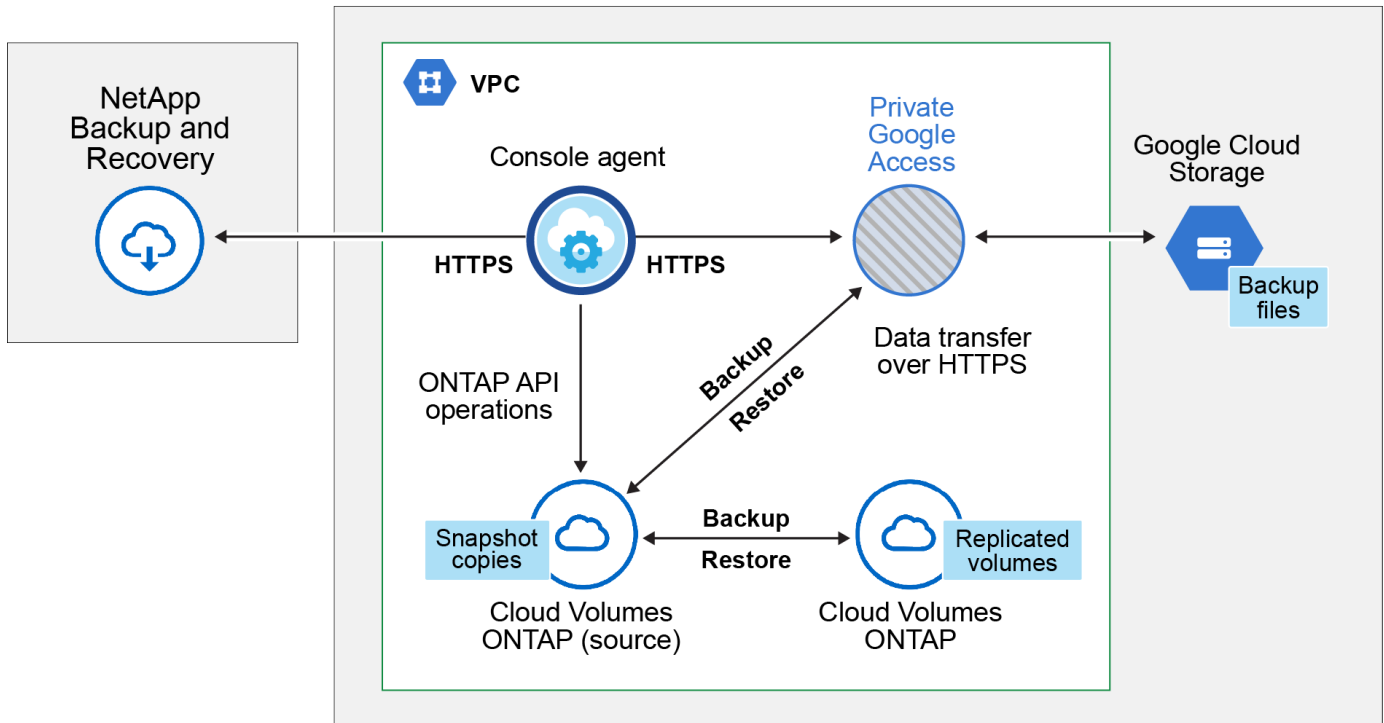 NetApp
Backup and
Recovery
VPC
Console agent
Private
Google
Access
Google Cloud
Storage
HTTPS
HTTPS
Backup
files
ONTAP API
operations
Backup
Restore
Data transfer
over HTTPS
Snapshot
copies
Backup
Restore
Replicated
volumes
Cloud Volumes
ONTAP (source)
Cloud Volumes
ONTAP